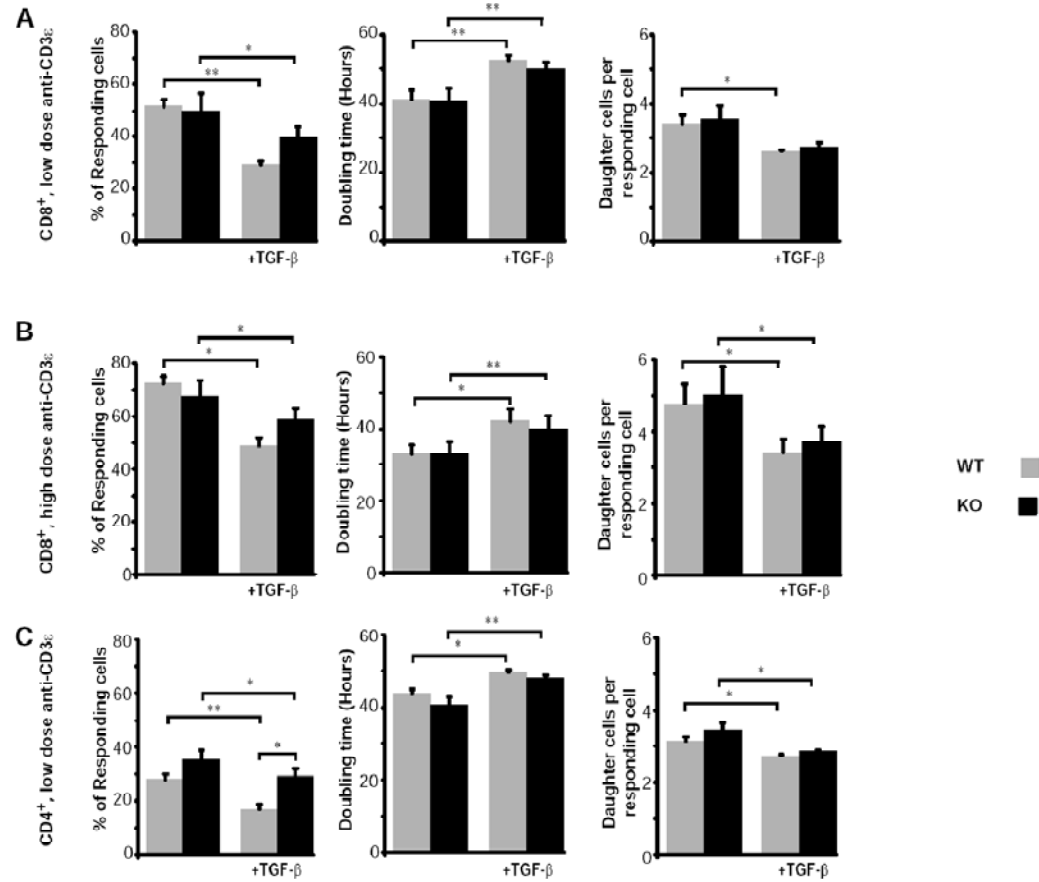 A
CD8+, low dose anti-CD3ε
% of Responding cells
80
60
40
20
0
*
**
+TGF-β
Doubling time (Hours)
60
40
20
0
**
**
+TGF-β
Daughter cells per
responding cell
6
4
2
0
*
+TGF-β
B
CD8+, high dose anti-CD3ε
% of Responding cells
80
60
40
20
0
*
*
+TGF-β
Doubling time (Hours)
60
40
20
0
**
*
+TGF-β
Daughter cells per
responding cell
6
4
2
0
*
*
+TGF-β
WT
KO
C
CD4+, low dose anti-CD3ε
% of Responding cells
80
60
40
20
0
*
**
*
+TGF-β
Doubling time (Hours)
60
40
20
0
**
*
+TGF-β
Daughter cells per
responding cell
6
4
2
0
*
*
+TGF-β